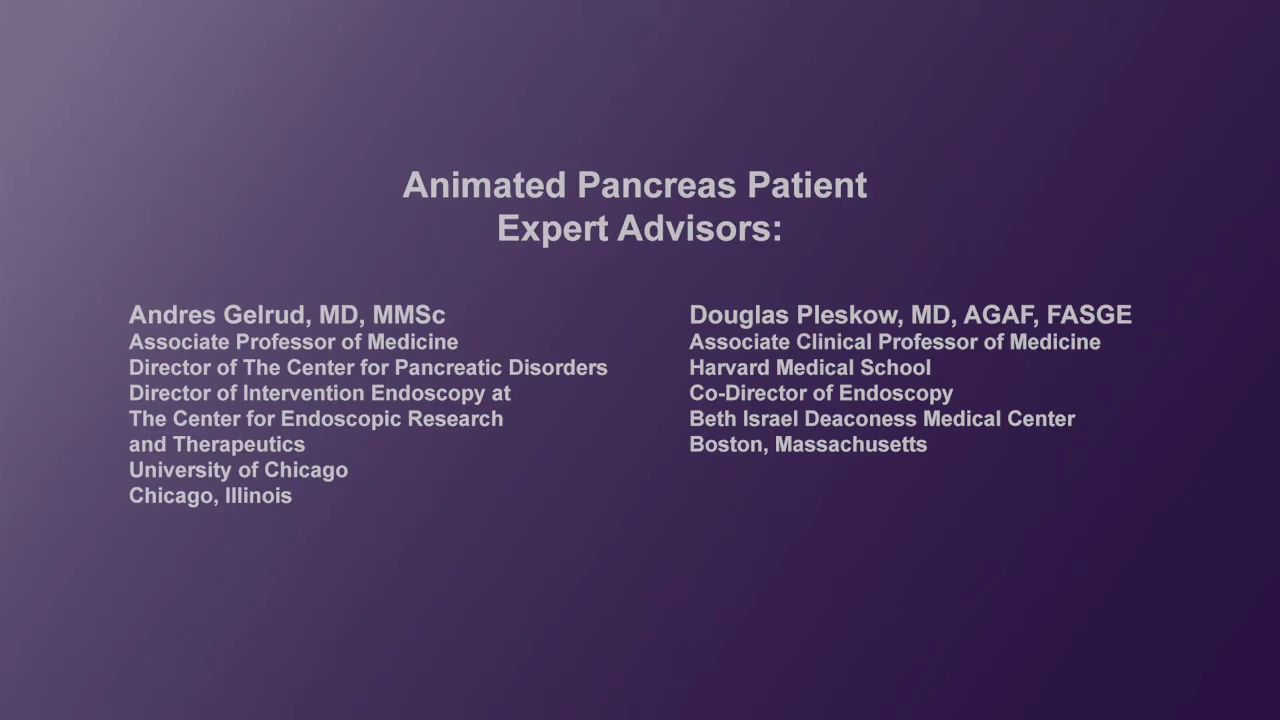 Animated Pancreas Patient
Expert Advisors:
Andres Gelrud, MD, MMSc
Associate Professor of Medicine
Director of The Center for Pancreatic Disorders
Director of Intervention Endoscopy at
The Center for Endoscopic Research
and Therapeutics
University of Chicago
Chicago, Illinois
Douglas Pleskow, MD, AGAF, FASGE
Associate Clinical Professor of Medicine
Harvard Medical School
Co-Director of Endoscopy
Beth Israel Deaconess Medical Center
Boston, Massachusetts